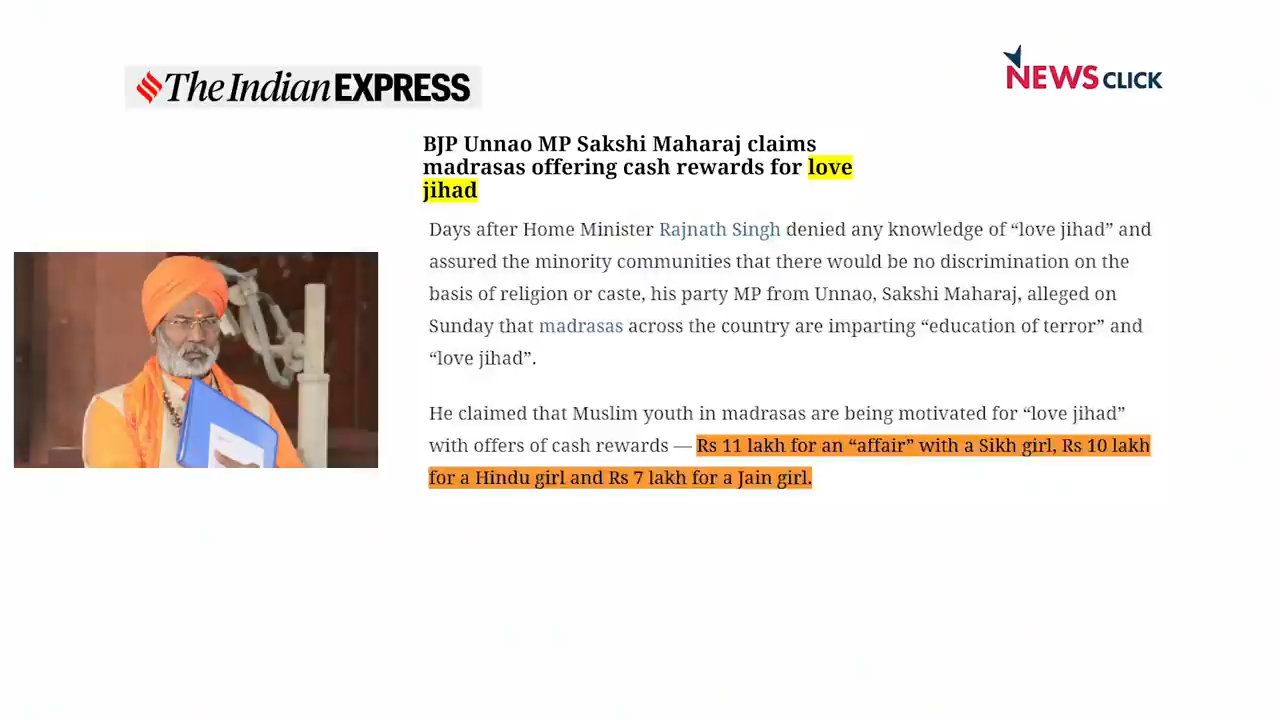 The Indian EXPRESS
NEWS CLICK
BJP Unnao MP Sakshi Maharaj claims
madrasas offering cash rewards for love
jihad
Days after Home Minister Rajnath Singh denied any knowledge of “love jihad” and
assured the minority communities that there would be no discrimination on the
basis of religion or caste, his party MP from Unnao, Sakshi Maharaj, alleged on
Sunday that madrasas across the country are imparting “education of terror” and
“love jihad”.
He claimed that Muslim youth in madrasas are being motivated for “love jihad”
with offers of cash rewards — Rs 11 lakh for an “affair” with a Sikh girl, Rs 10 lakh
for a Hindu girl and Rs 7 lakh for a Jain girl.